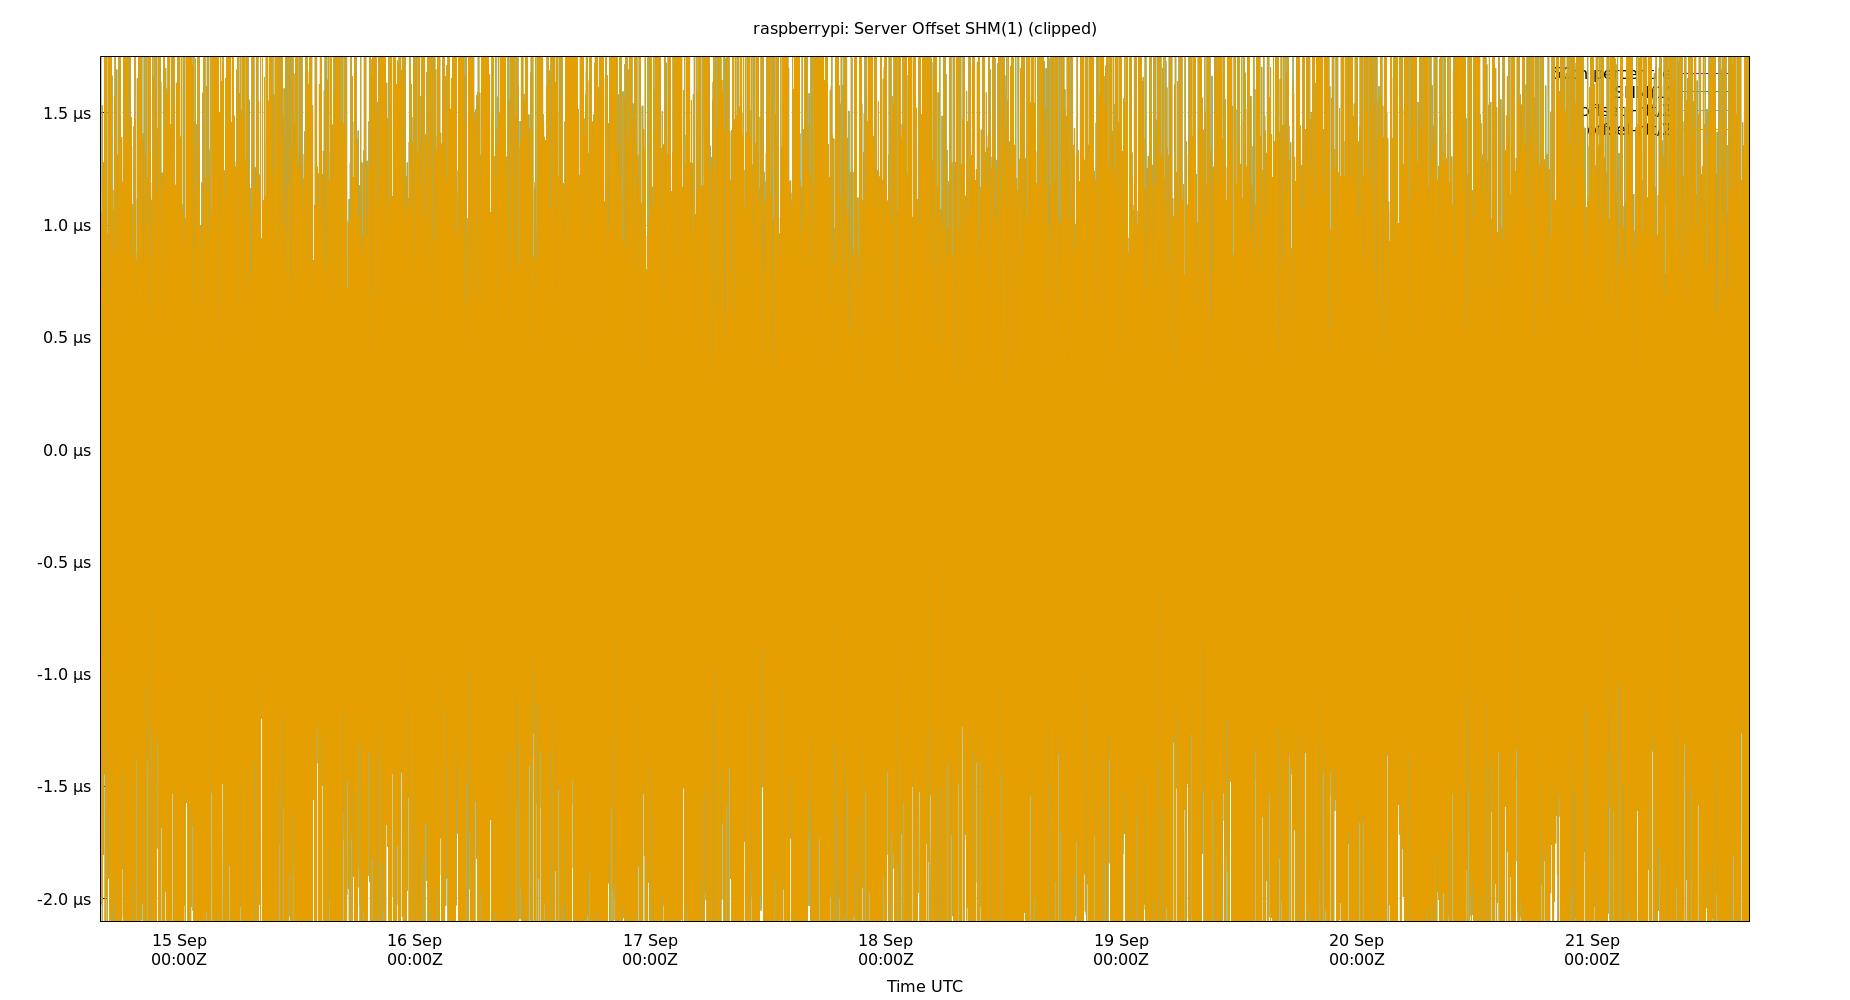 raspberrypi: Server Offset SHM(1) (clipped)
1.5 µs
1.0 µs
0.5 µs
0.0 µs
-0.5 µs
-1.0 µs
-1.5 µs
-2.0 µs
15 Sep
00:00Z
16 Sep
00:00Z
17 Sep
00:00Z
18 Sep
00:00Z
19 Sep
00:00Z
20 Sep
00:00Z
21 Sep
00:00Z
Time UTC